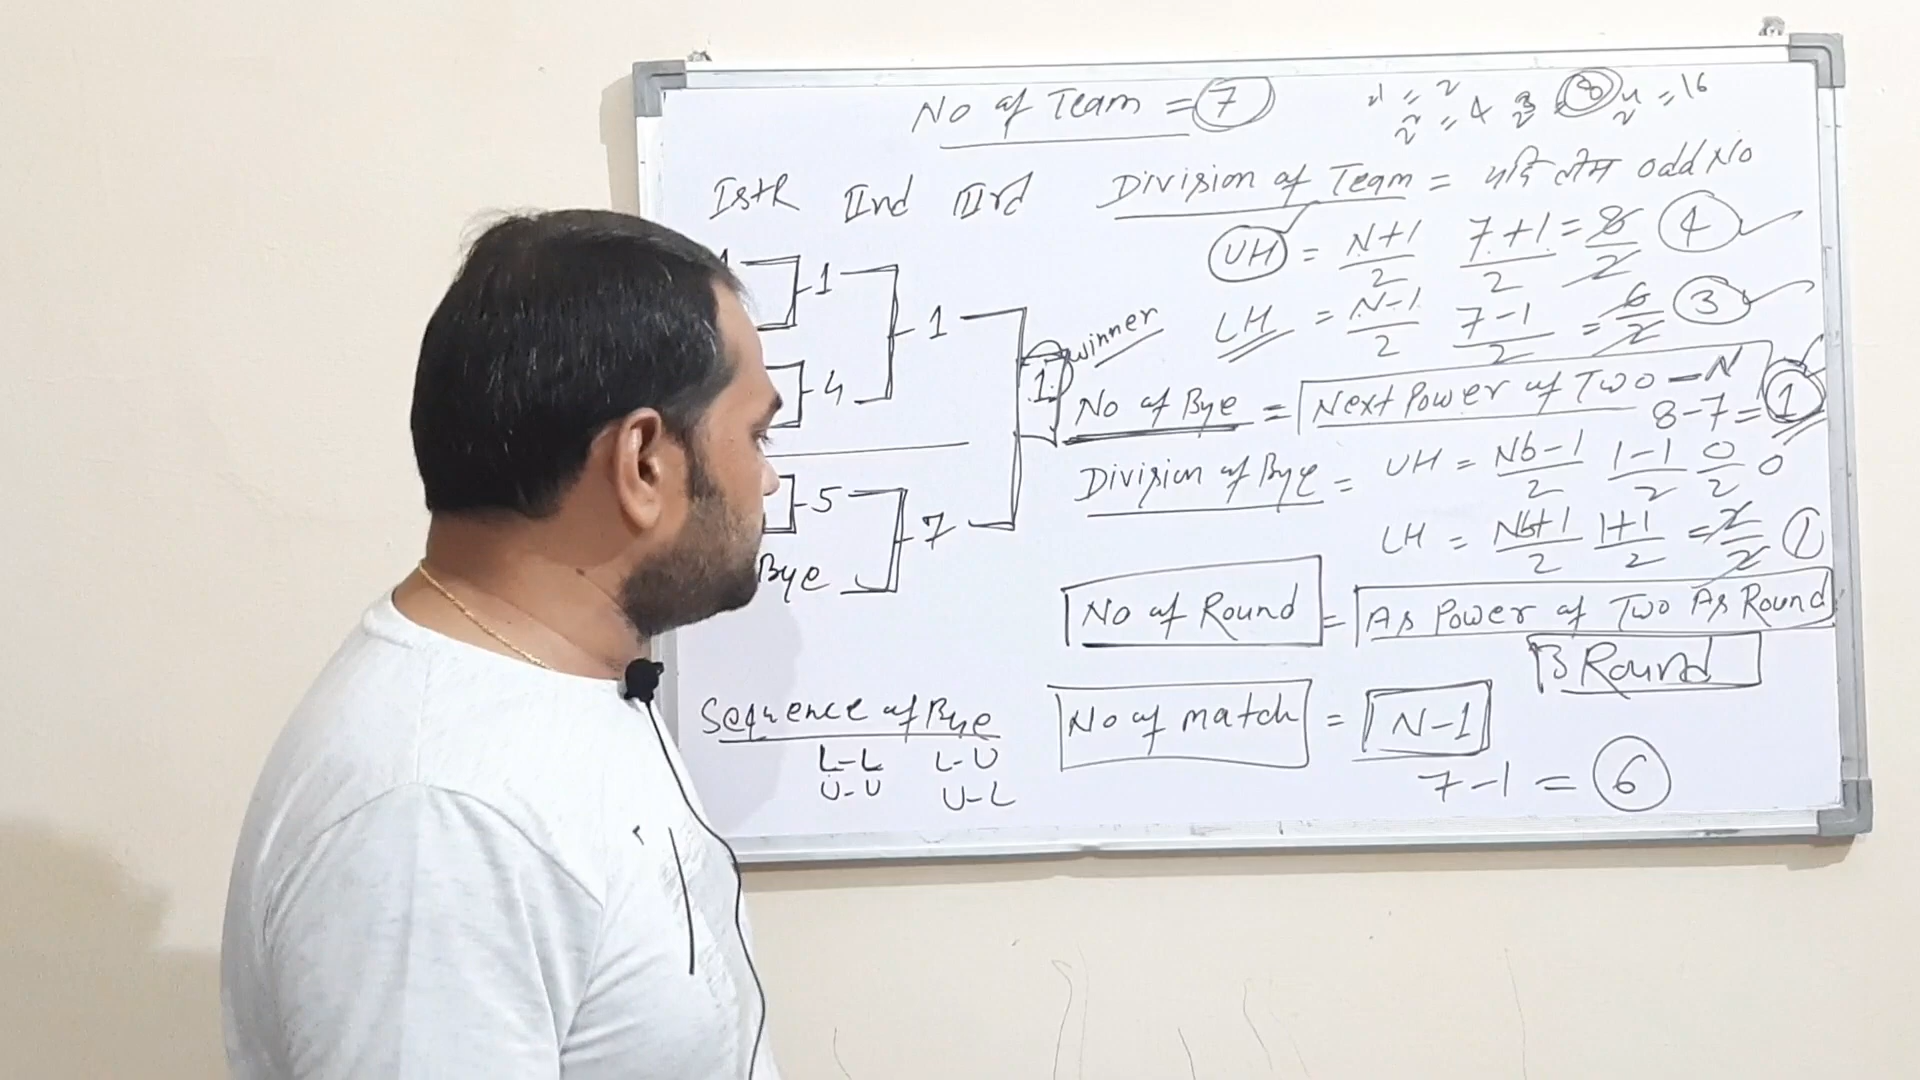 No of Team = 7
2¹ = 2
2² = 4 2³ 8 2⁴ = 16
Ist R IInd IIIrd
1
1
4
5
Bye
1
7
1 winner
Division of Team = यदि टीम odd No
UH = N+1/2 7+1/2 = 8/2 4
LH = N-1/2 7-1/2 = 6/2 3
No of Bye = Next Power of Two - N
8-7 = 1
Division of Bye = UH = Nb-1/2 1-1/2 0/2 0
LH = Nb+1/2 1+1/2 = 2/2 1
No of Round = As Power of Two As Round
3 Round
No of match = N-1
7-1 = 6
Sequence of Bye
L-L L-U
U-U U-L